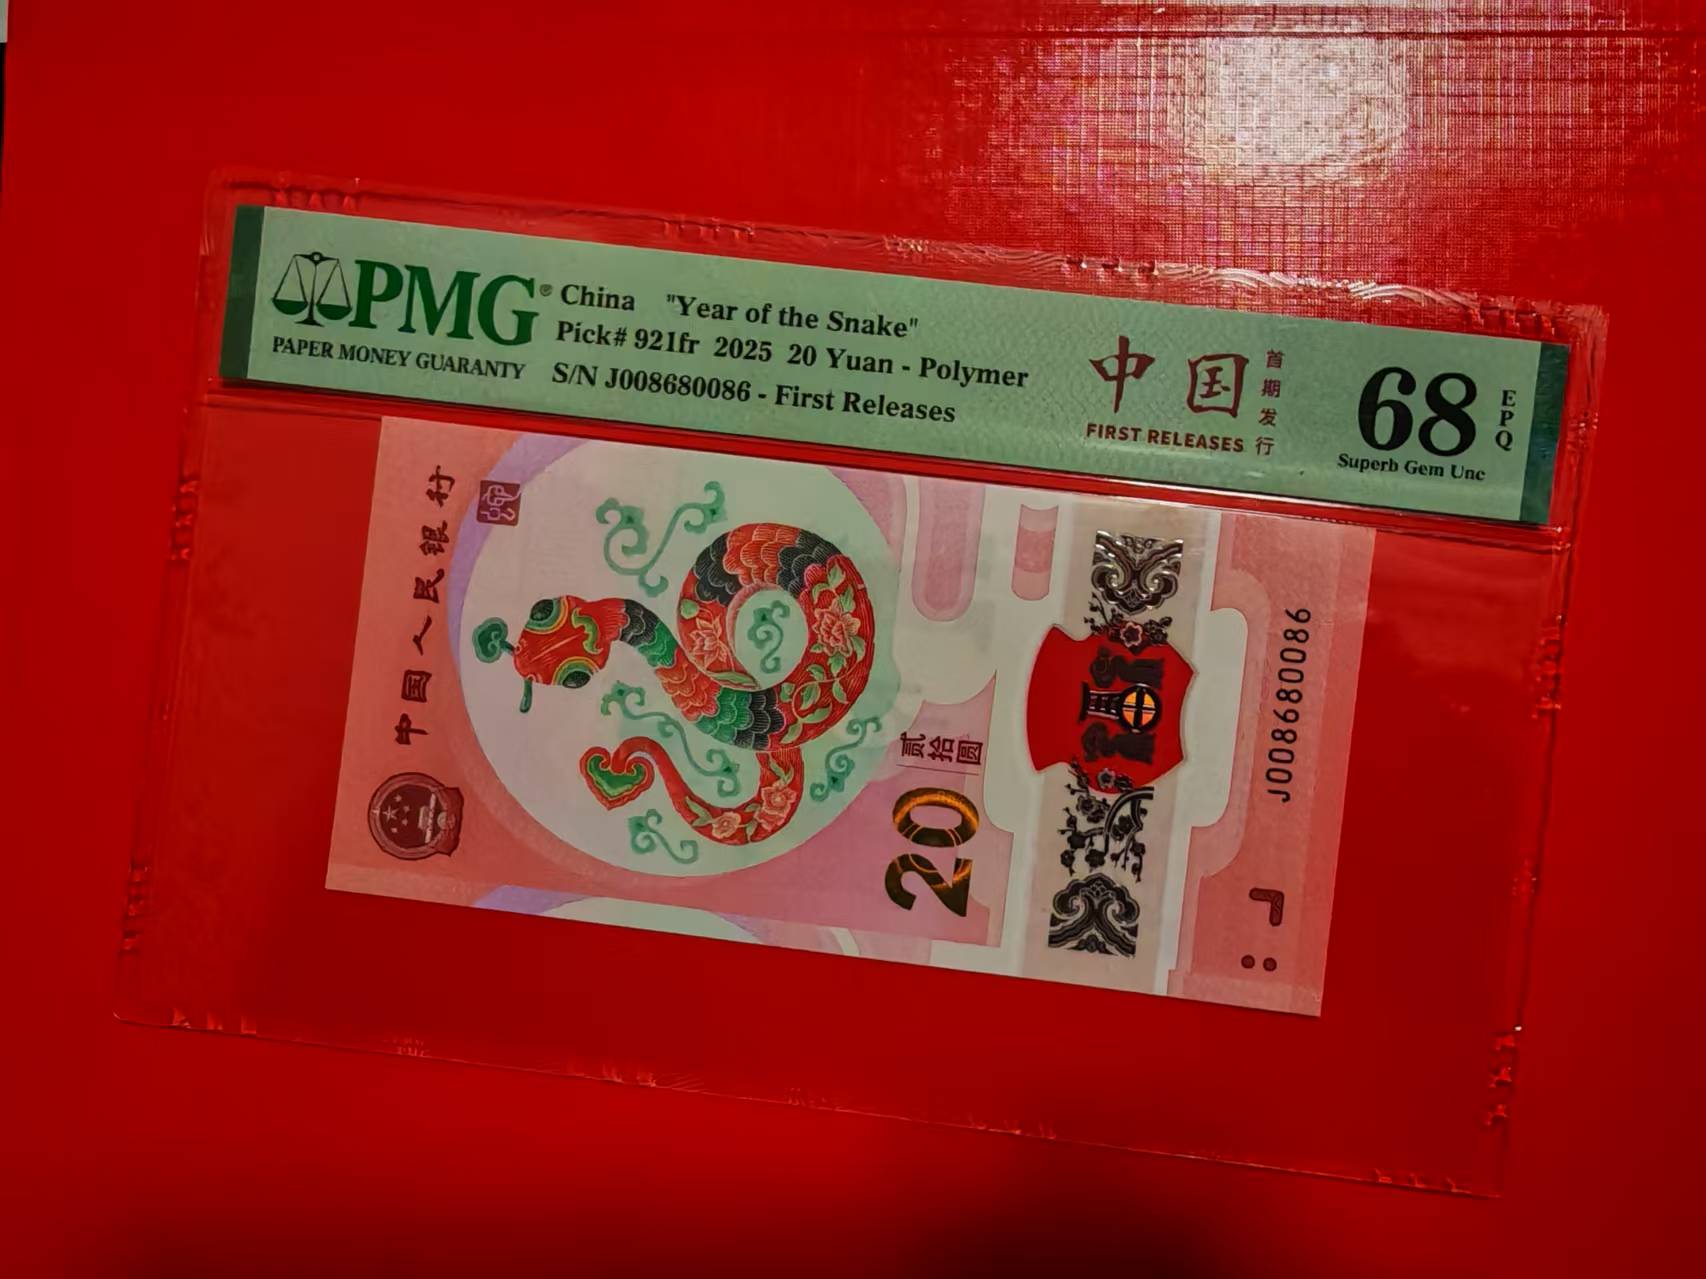 PMG®
PAPER MONEY GUARANTY
China "Year of the Snake"
Pick# 921fr 2025 20 Yuan - Polymer
S/N J008680086 - First Releases
中国
首期发行
FIRST RELEASES
68
EPQ
Superb Gem Unc
中国人民银行
贰拾圆
20
J008680086